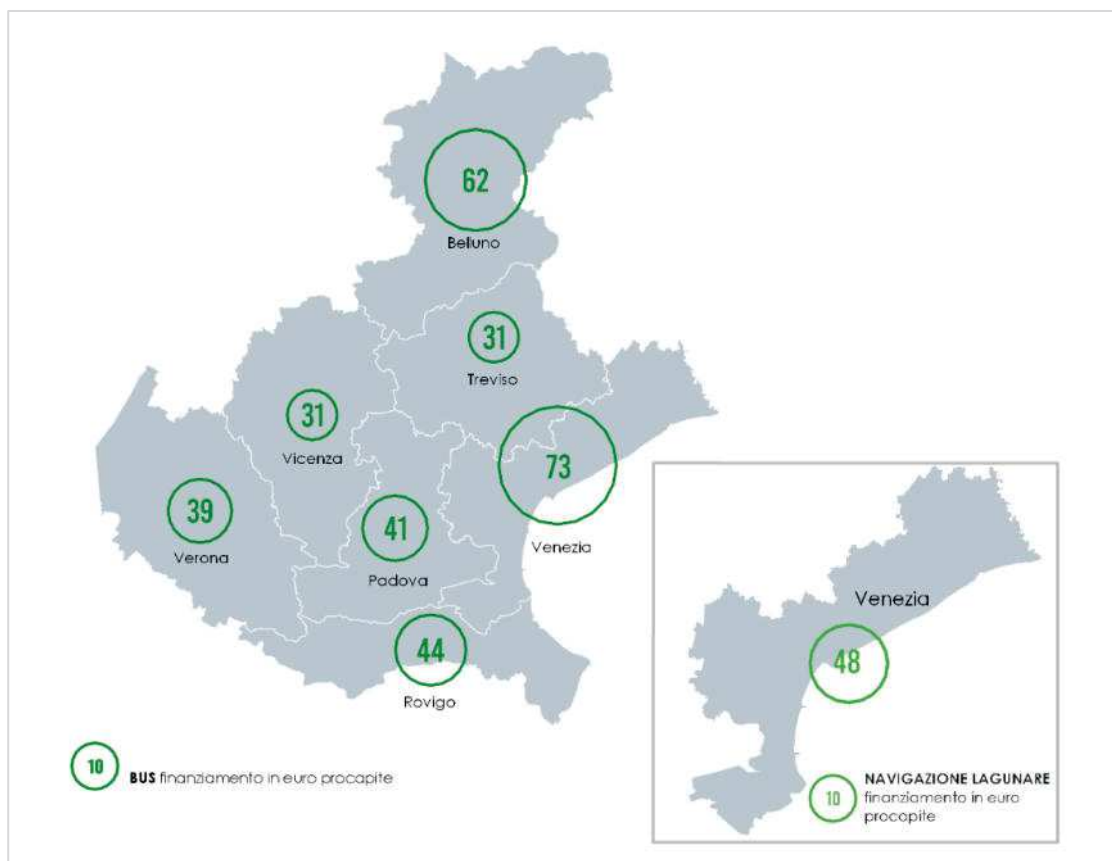 62
Belluno
31
Treviso
31
Vicenza
73
Venezia
39
Verona
41
Padova
44
Rovigo
10 BUS finanziamento in euro procapite
Venezia
48
10 NAVIGAZIONE LAGUNARE
finanziamento in euro
procapite